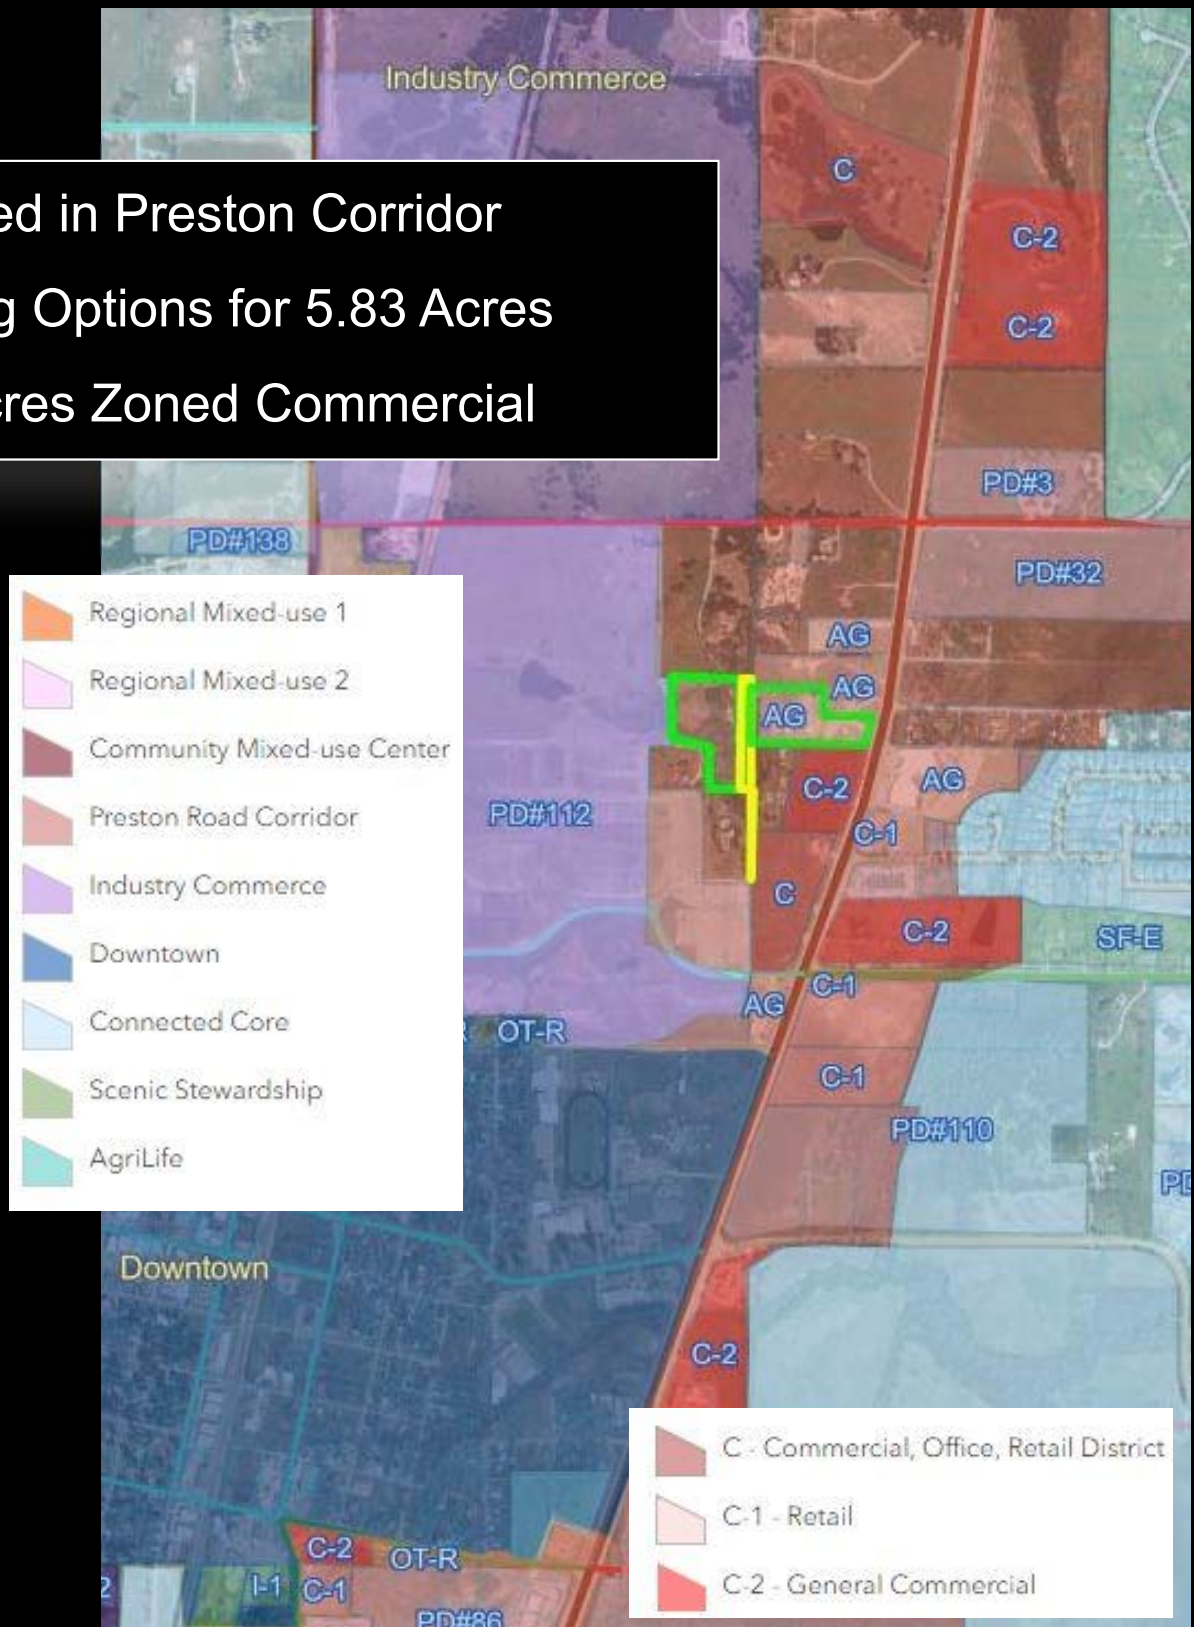 Industry Commerce
C
ed in Preston Corridor
C-2
g Options for 5.83 Acres
C-2
cres Zoned Commercial
PD#3
PD#138
PD#32
Regional Mixed-use 1
Regional Mixed-use 2
Community Mixed-use Center
Preston Road Corridor
Industry Commerce
Downtown
Connected Core
Scenic Stewardship
AgriLife
AG
AG
AG
AG
C-2
PD#112
C-1
C
C-2
SF-E
C-1
AG
R OT-R
C-1
PD#110
PD
Downtown
C-2
C-2
OT-R
I-1
C-1
2
PD#86
C - Commercial, Office, Retail District
C-1 - Retail
C-2 - General Commercial